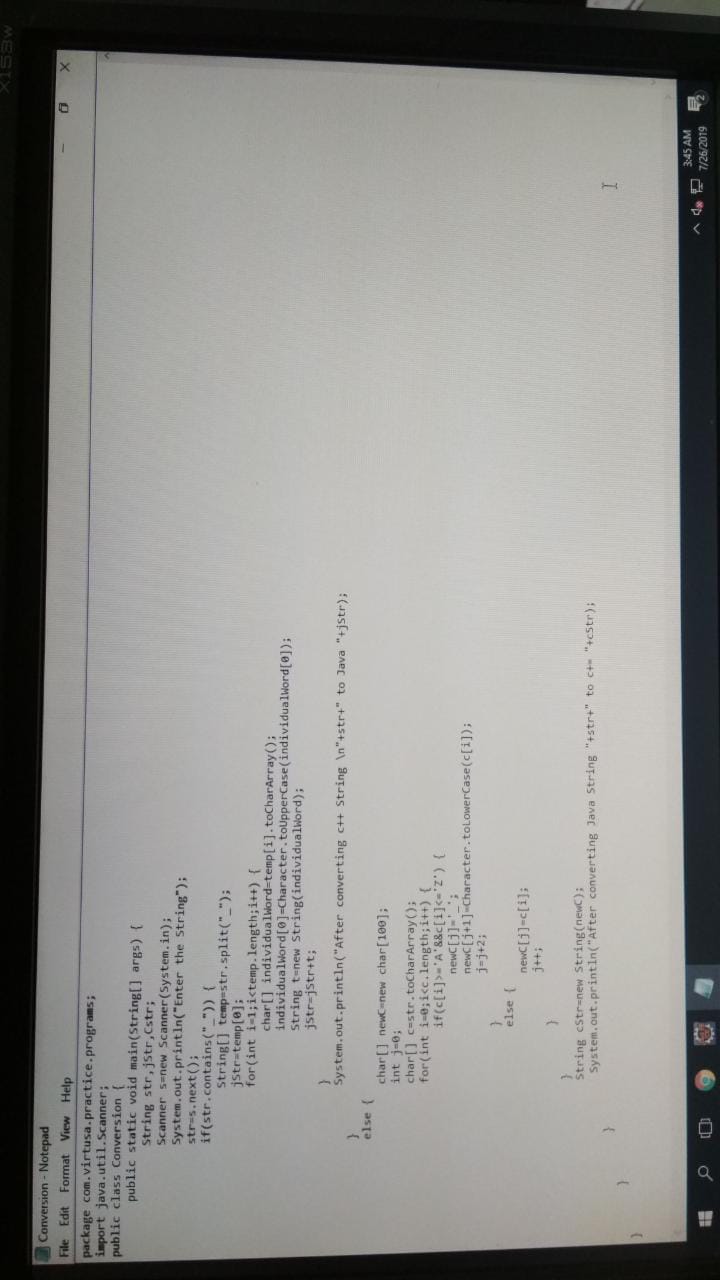 X153W
Conversion - Notepad
File Edit Format View Help
package com.virtusa.practice.programs;
import java.util.Scanner;
public class Conversion {
public static void main(String[] args) {
String str,jStr,Cstr;
Scanner s=new Scanner(System.in);
System.out.println("Enter the String");
str=s.next();
if(str.contains("_")) {
String[] temp=str.split("_");
jStr=temp[0];
for(int i=1;i<temp.length;i++) {
char[] individualWord=temp[i].toCharArray();
individualWord[0]=Character.toUpperCase(individualWord[0]);
String t=new String(individualWord);
jStr=jStr+t;
}
System.out.println("After converting c++ String \n"+str+" to Java "+jStr);
}
else {
char[] newC=new char[100];
int j=0;
char[] c=str.toCharArray();
for(int i=0;i<c.length;i++) {
if(c[i]>='A'&&c[i]<='Z') {
newC[j]='_';
newC[j+1]=Character.toLowerCase(c[i]);
j=j+2;
}
else {
newC[j]=c[i];
j++;
}
}
String cStr=new String(newC);
System.out.println("After converting Java String "+str+" to c+= "+cStr);
}
}
}
3:45 AM
7/26/2019
2